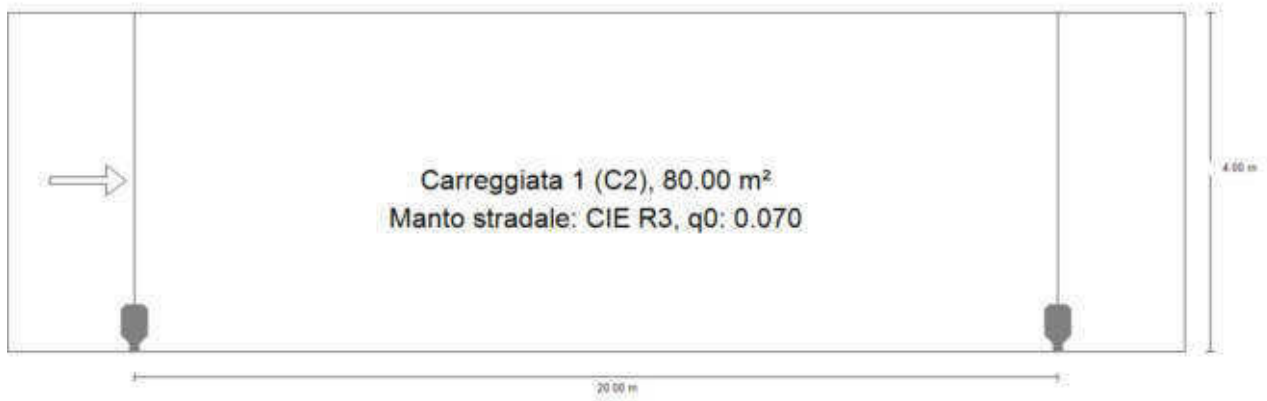 Carreggiata 1 (C2), 80.00 m²
4.00 m
Manto stradale: CIE R3, q0: 0.070
20.00 m